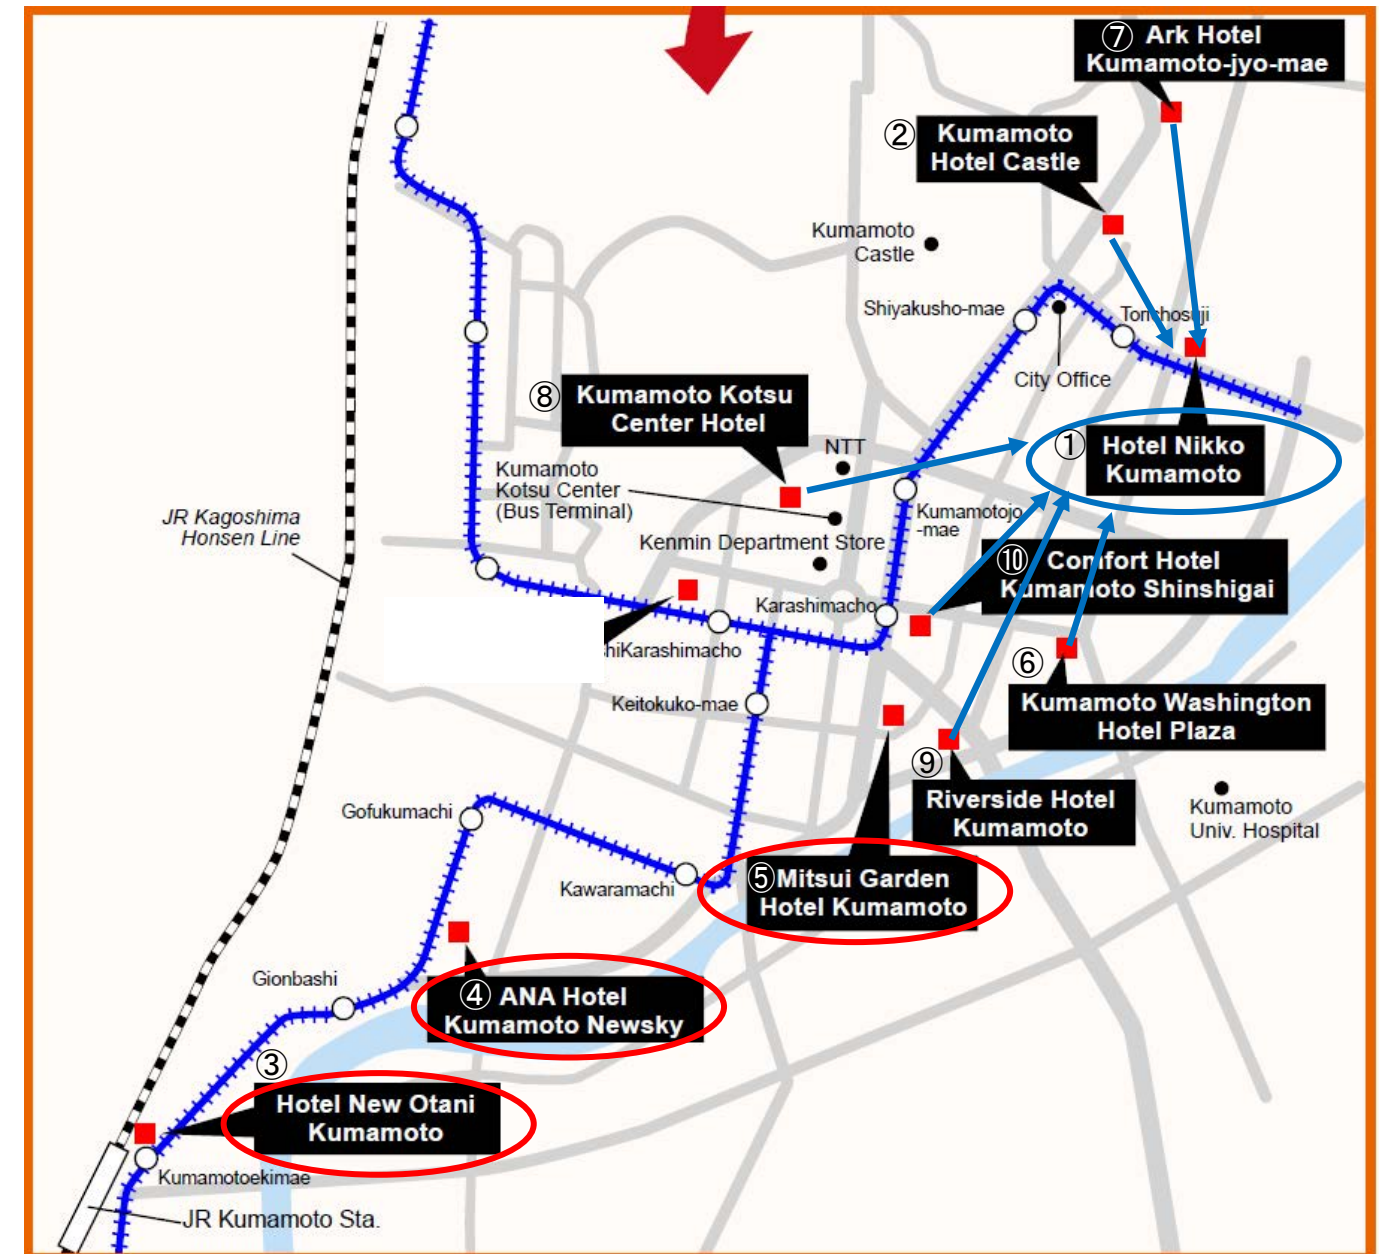 ⑦ Ark Hotel
Kumamoto-jyo-mae
② Kumamoto
Hotel Castle
Kumamoto
Castle
Shiyakusho-mae
Torichosuji
City Office
⑧ Kumamoto Kotsu
Center Hotel
① Hotel Nikko
Kumamoto
NTT
Kumamoto
Kotsu Center
(Bus Terminal)
Kumamotojo
-mae
JR Kagoshima
Honsen Line
Kenmin Department Store
⑩ Comfort Hotel
Kumamoto Shinshigai
Karashimacho
hiKarashimacho
⑥
Kumamoto Washington
Hotel Plaza
Keitokuko-mae
⑨
Riverside Hotel
Kumamoto
Kumamoto
Univ. Hospital
Gofukumachi
Kawaramachi
⑤Mitsui Garden
Hotel Kumamoto
Gionbashi
④ ANA Hotel
Kumamoto Newsky
③
Hotel New Otani
Kumamoto
Kumamotoekimae
JR Kumamoto Sta.